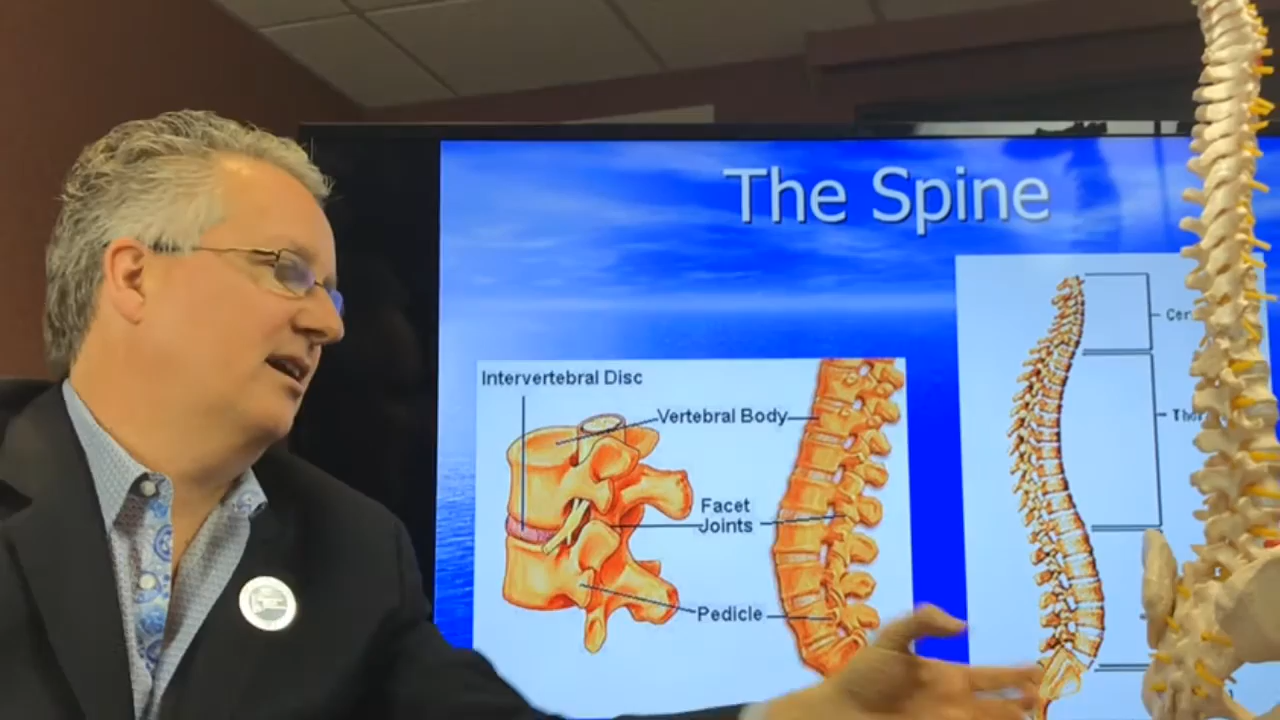 The Spine
Intervertebral Disc
Vertebral Body
Facet
Joints
Pedicle